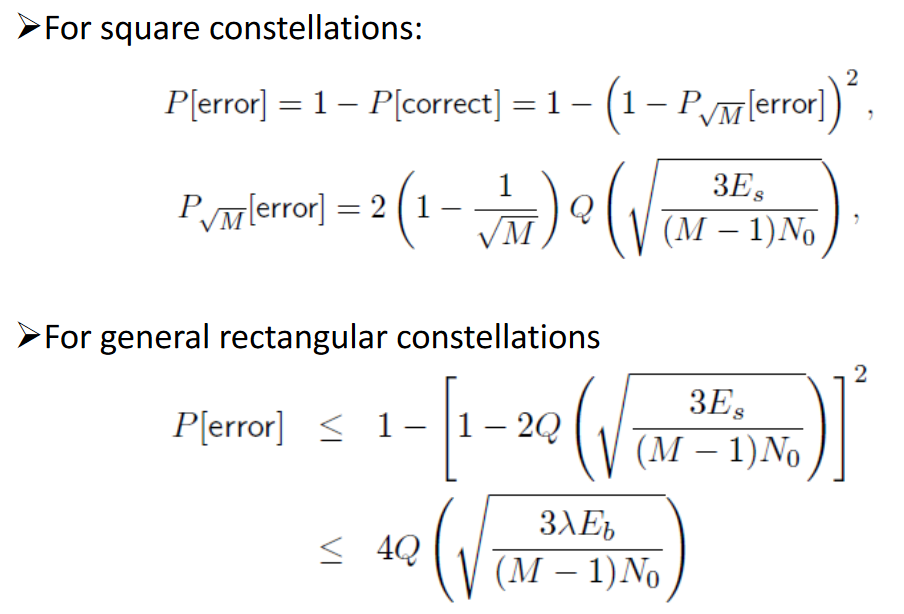 ➢For square constellations:
P[error] = 1 − P[correct] = 1 − (1 − P_{√M}[error])²,
P_{√M}[error] = 2 (1 − 1/√M) Q (√(3E_s/((M − 1)N_0))),
➢For general rectangular constellations
P[error] ≤ 1 − [1 − 2Q (√(3E_s/((M − 1)N_0)))]²
≤ 4Q (√(3λE_b/((M − 1)N_0)))